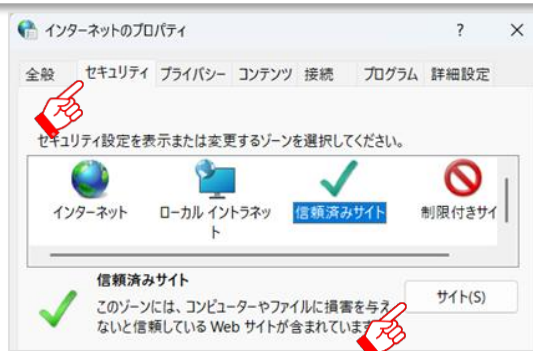 インターネットのプロパティ
?
×
全般 セキュリティ プライバシー コンテンツ 接続 プログラム 詳細設定
セキュリティ設定を表示または変更するゾーンを選択してください。
インターネット ローカル イントラネッ 信頼済みサイト 制限付きサイ
ト
信頼済みサイト
サイト(S)
このゾーンには、コンピューターやファイルに損害を与え
ないと信頼している Web サイトが含まれています